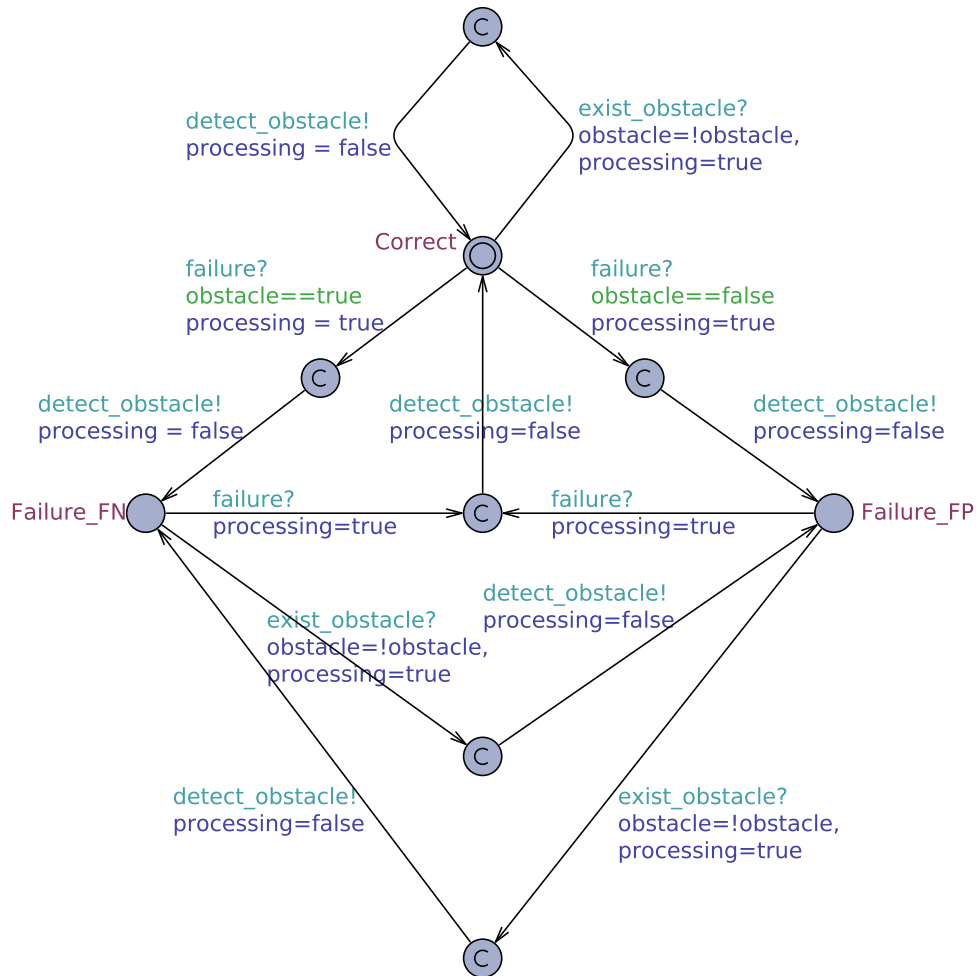 C
detect_obstacle!
processing = false
exist_obstacle?
obstacle=!obstacle,
processing=true
Correct
failure?
obstacle==true
processing = true
failure?
obstacle==false
processing=true
C
C
detect_obstacle!
processing = false
detect_obstacle!
processing=false
detect_obstacle!
processing=false
Failure_FN
failure?
processing=true
C
failure?
processing=true
Failure_FP
exist_obstacle?
obstacle=!obstacle,
processing=true
detect_obstacle!
processing=false
C
detect_obstacle!
processing=false
exist_obstacle?
obstacle=!obstacle,
processing=true
C